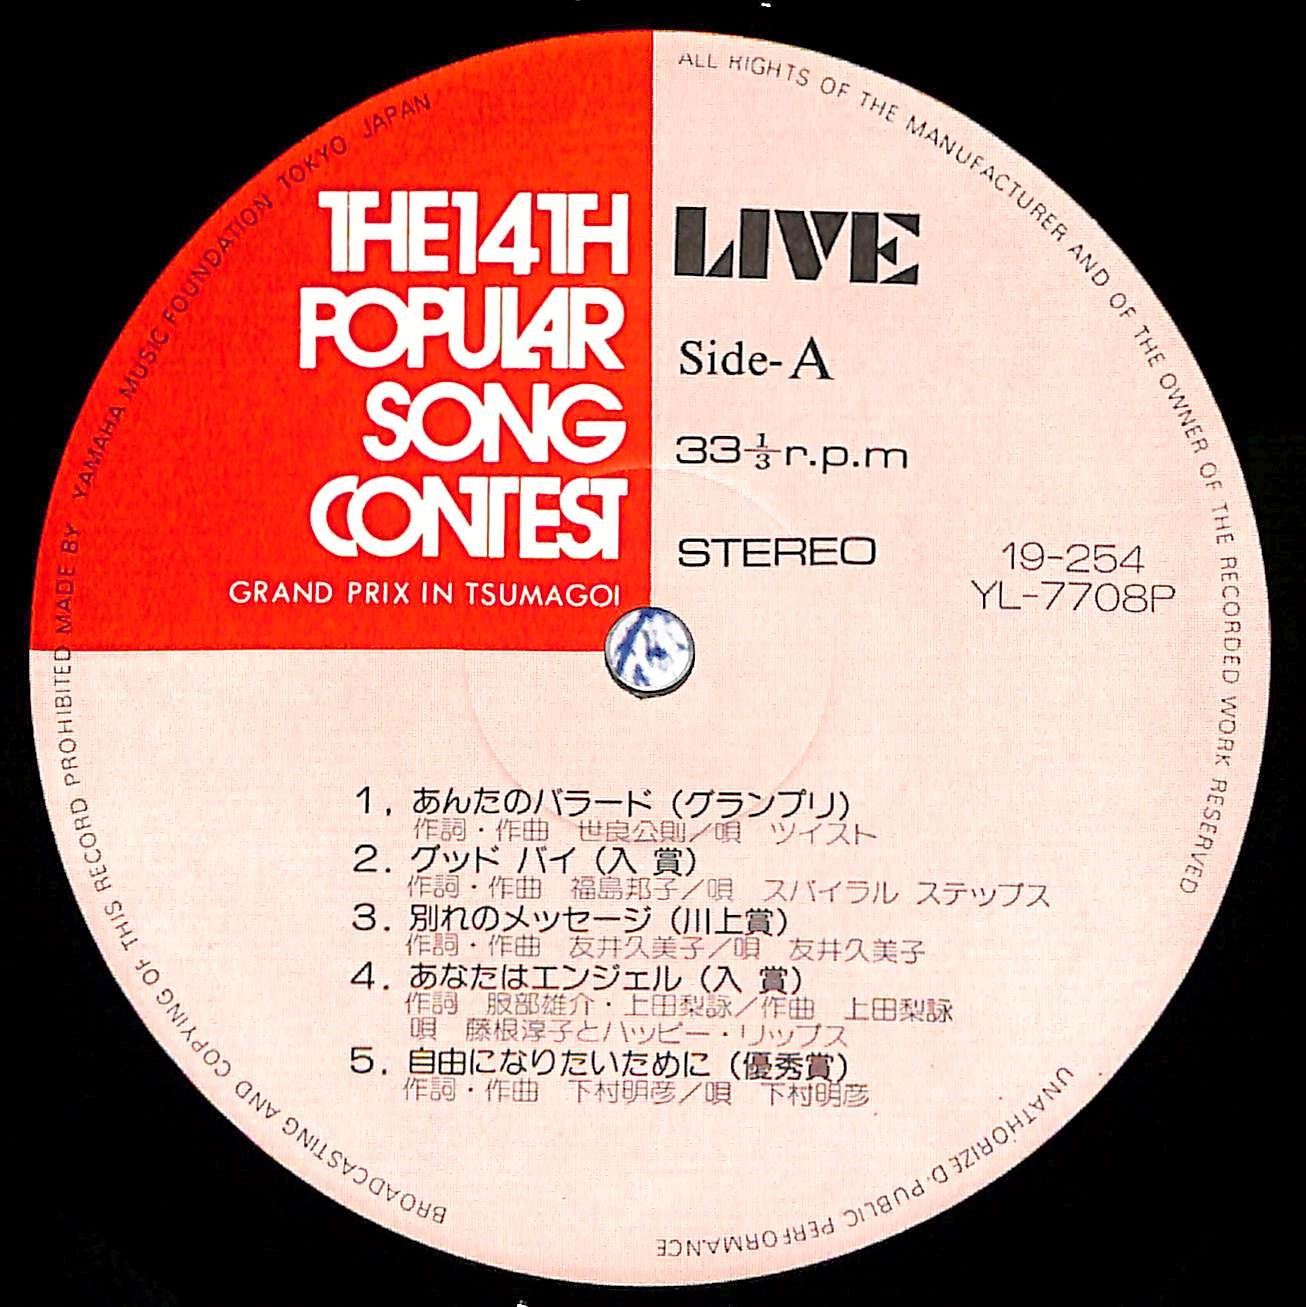 THE 14TH
POPULAR
SONG
CONTEST
GRAND PRIX IN TSUMAGOI
LIVE
Side-A
33⅓ r.p.m
STEREO
19-254
YL-7708P
1. あんたのバラード（グランプリ）
作詞・作曲　世良公則／唄　ツイスト
2. グッド バイ（入 賞）
作詞・作曲　福島邦子／唄　スパイラル ステップス
3. 別れのメッセージ（川上賞）
作詞・作曲　友井久美子／唄　友井久美子
4. あなたはエンジェル（入 賞）
作詞　服部雄介・上田梨詠／作曲　上田梨詠
唄　藤根淳子とハッピー・リップス
5. 自由になりたいために（優秀賞）
作詞・作曲　下村明彦／唄　下村明彦
ALL RIGHTS OF THE MANUFACTURER AND OF THE OWNER OF THE RECORDED WORK RESERVED
UNATHORIZED・PUBLIC PERFORMANCE
BROADCASTING AND COPYING OF THIS RECORD PROHIBITED MADE BY YAMAHA MUSIC FOUNDATION TOKYO JAPAN